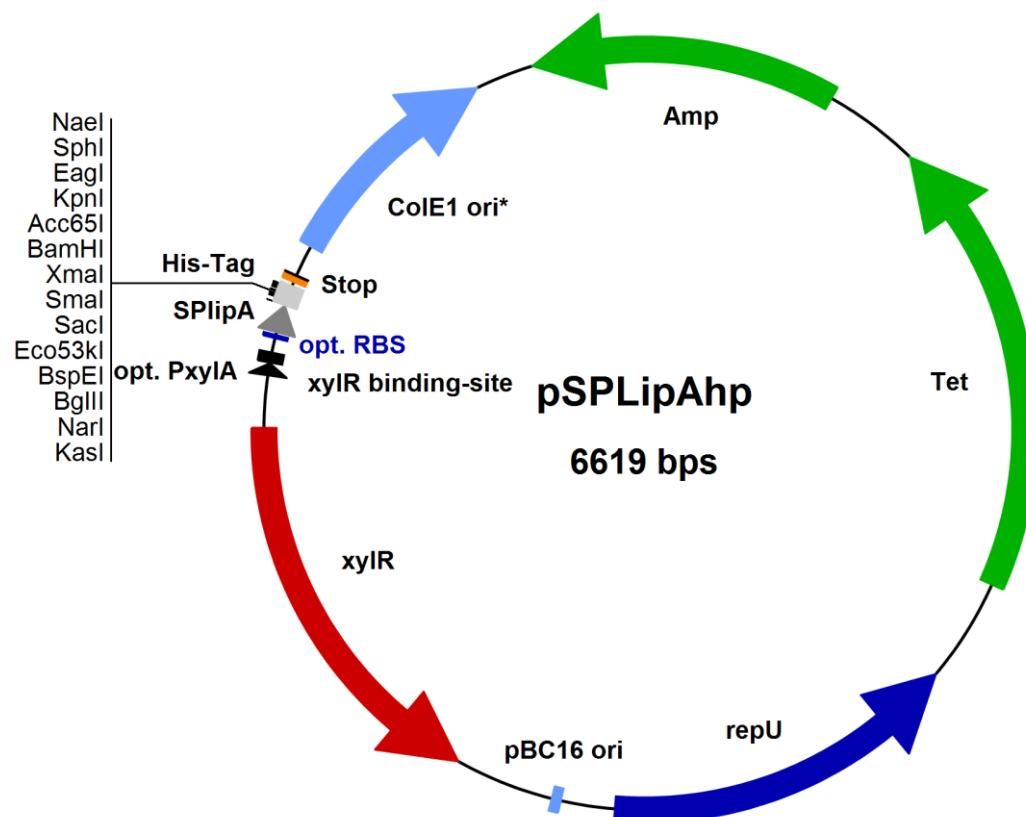 Amp
NaeI
SphI
EagI
KpnI
Acc65I
BamHI
XmaI
SmaI
SacI
Eco53kI
BspEI
BglII
NarI
KasI
ColE1 ori*
His-Tag
Stop
SPlipA
opt. RBS
opt. PxylA
xylR binding-site
pSPLipAhp
6619 bps
Tet
xylR
pBC16 ori
repU